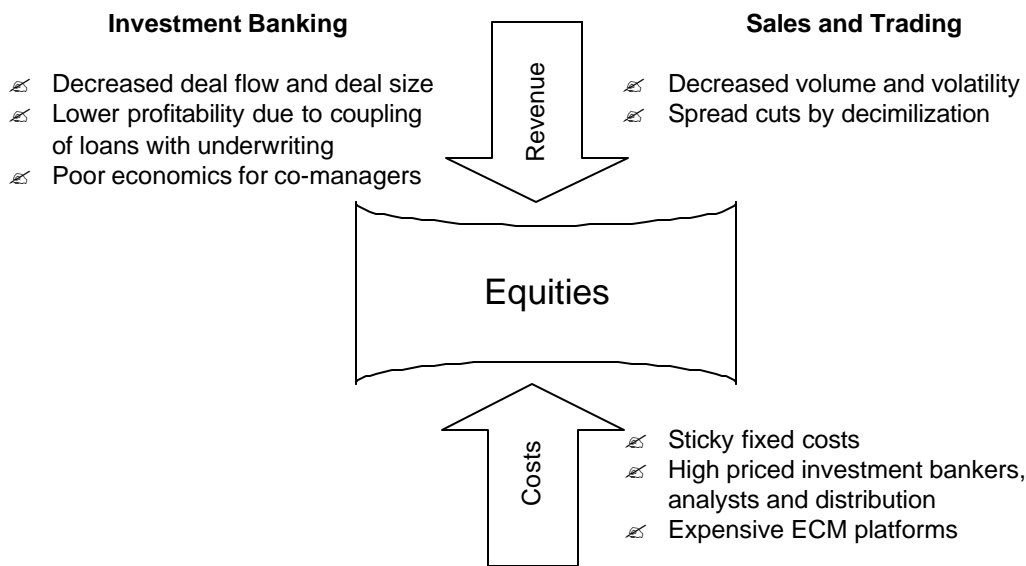 Investment Banking
Decreased deal flow and deal size
Lower profitability due to coupling
of loans with underwriting
Poor economics for co-managers
Revenue
Sales and Trading
Decreased volume and volatility
Spread cuts by decimilization
Equities
Costs
Sticky fixed costs
High priced investment bankers,
analysts and distribution
Expensive ECM platforms